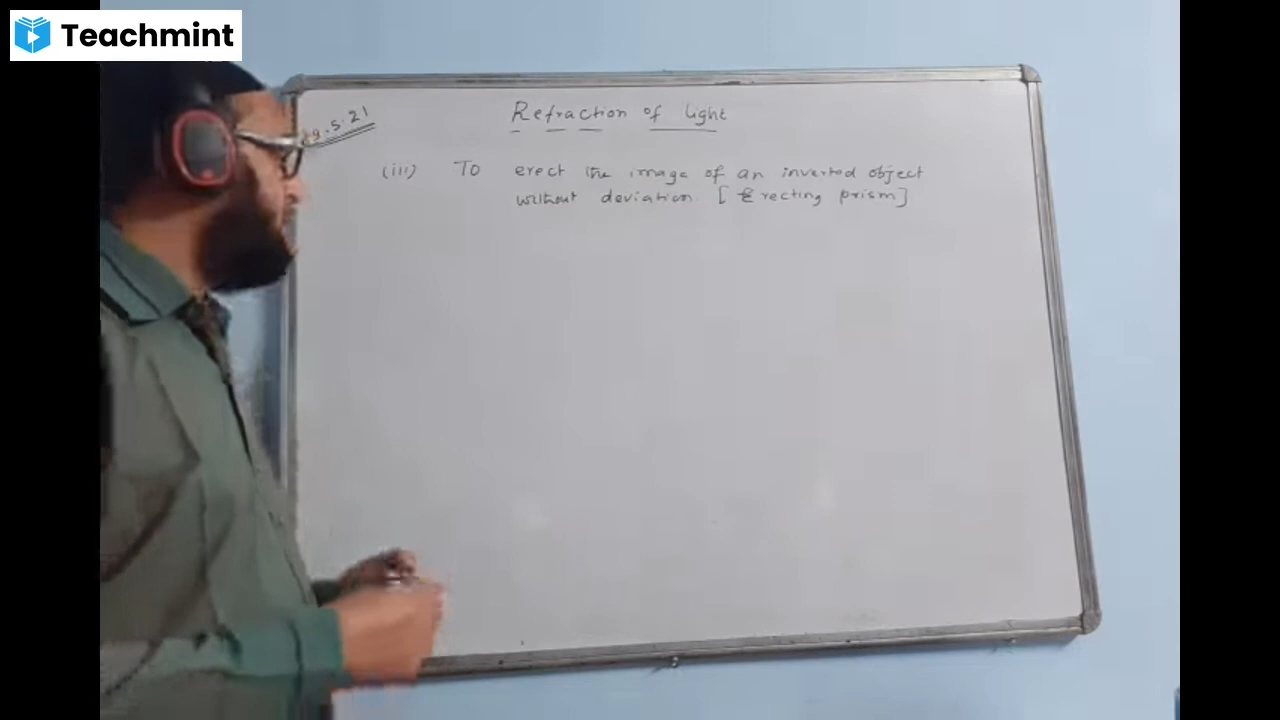 Teachmint
9.5.21
Refraction of light
(iii) To erect the image of an inverted object
without deviation [Erecting prism]